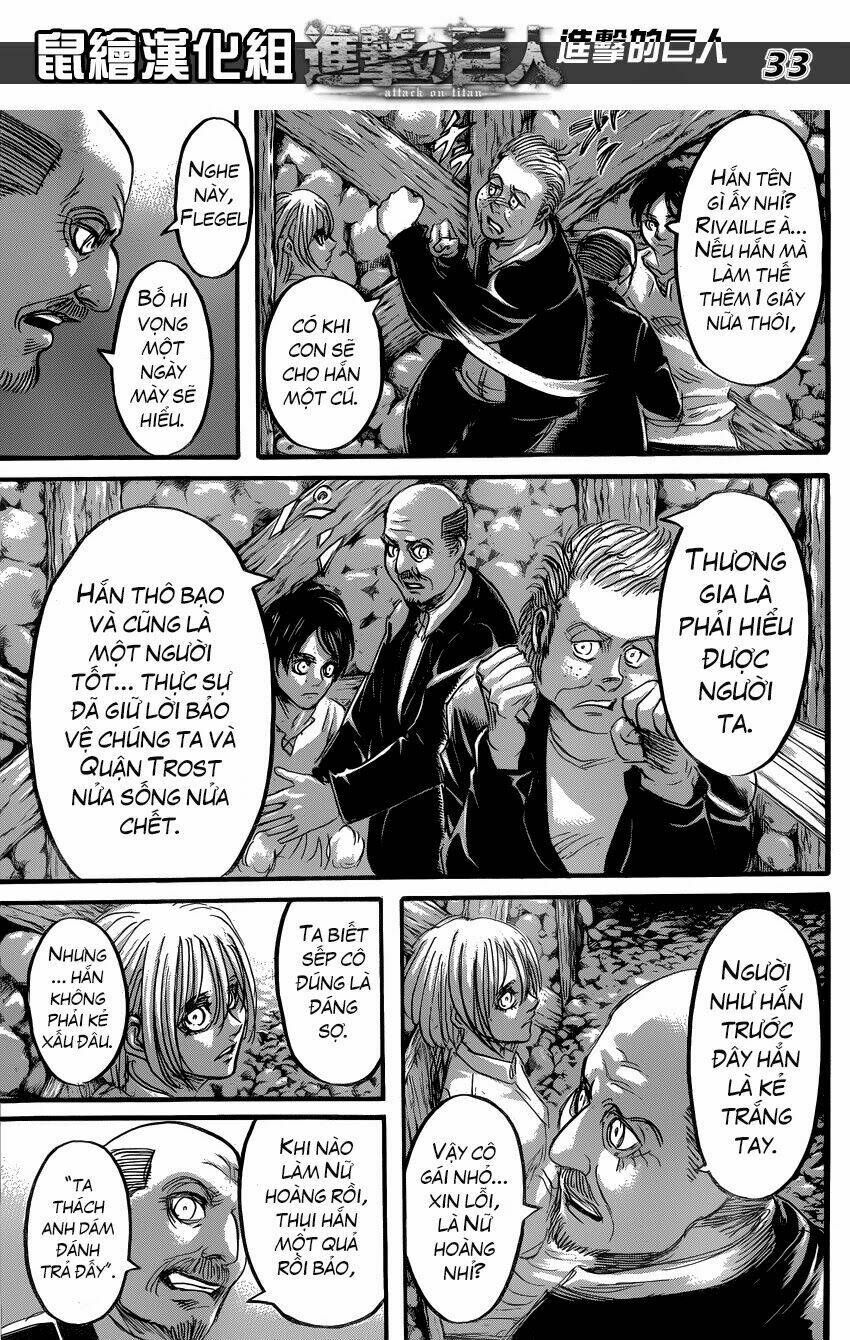 鼠繪漢化組
進撃の巨人
attack on titan
進擊的巨人
33
HẮN TÊN
GÌ ẤY NHỈ?
RIVAILLE À...
NẾU HẮN MÀ
LÀM THẾ
THÊM 1 GIÂY
NỮA THÔI,
CÓ KHI
CON SẼ
CHO HẮN
MỘT CÚ.
NGHE
NÀY,
FLEGEL
BỐ HI
VỌNG
MỘT
NGÀY
MÀY SẼ
HIỂU.
THƯƠNG
GIA LÀ
PHẢI HIỂU
ĐƯỢC
NGƯỜI
TA.
HẮN THÔ BẠO
VÀ CŨNG LÀ
MỘT NGƯỜI
TỐT... THỰC SỰ
ĐÃ GIỮ LỜI BẢO
VỆ CHÚNG TA VÀ
QUẬN TROST
NỬA SỐNG NỬA
CHẾT.
NGƯỜI
NHƯ HẮN
TRƯỚC
ĐÂY HẲN
LÀ KẺ
TRẮNG
TAY.
VẬY CÔ
GÁI NHỎ...
XIN LỖI,
LÀ NỮ
HOÀNG
NHỈ?
TA BIẾT
SẾP CÔ
ĐÚNG LÀ
ĐÁNG
SỢ.
NHƯNG
... HẮN
KHÔNG
PHẢI KẺ
XẤU ĐÂU.
KHI NÀO
LÀM NỮ
HOÀNG RỒI,
THỤI HẮN
MỘT QUẢ
RỒI BẢO,
"TA
THÁCH
ANH DÁM
ĐÁNH
TRẢ ĐẤY".